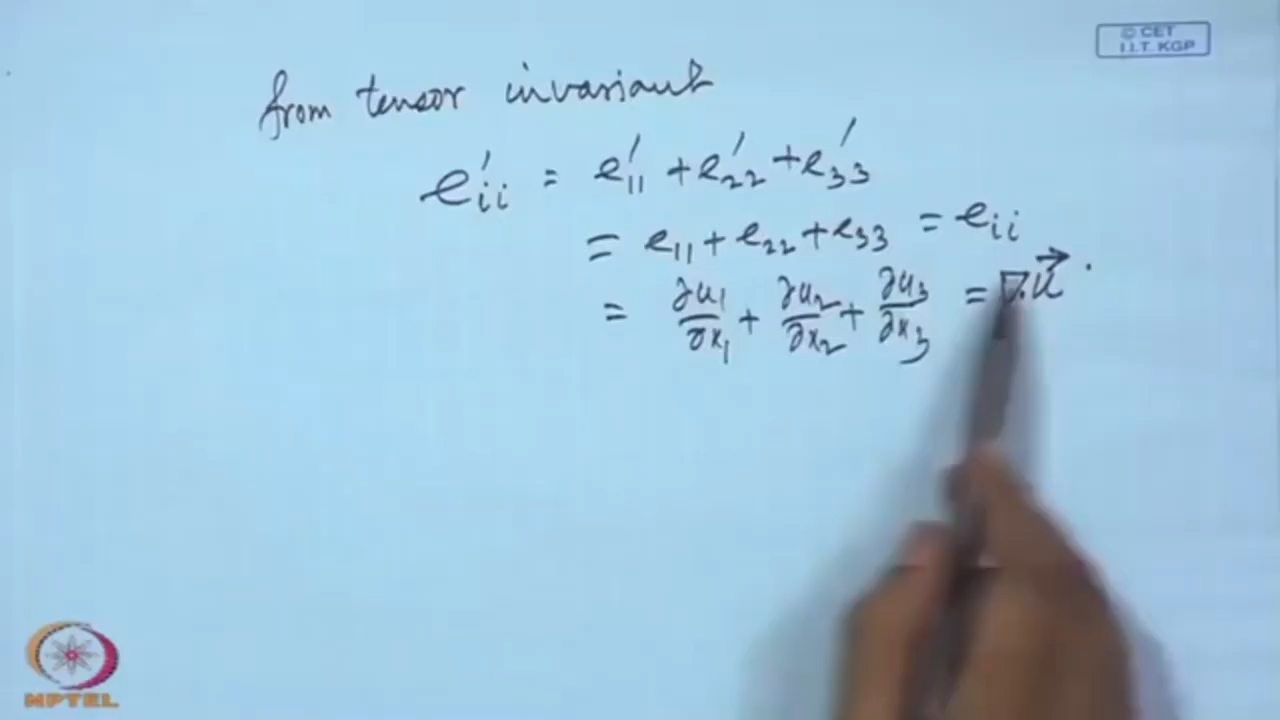 © CET
I.I.T. KGP
from tensor invariant
e'ii = e'11 + e'22 + e'33
= e11 + e22 + e33 = eii
= ∂u1/∂x1 + ∂u2/∂x2 + ∂u3/∂x3 = ∇.u⃗
NPTEL